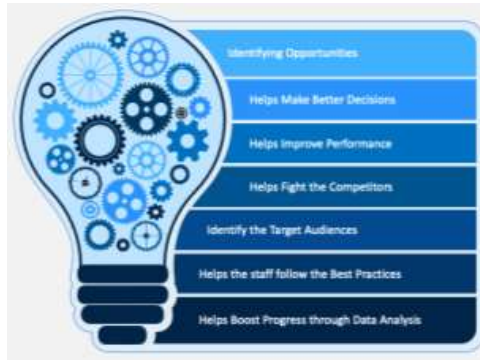 Identifying Opportunities
Helps Make Better Decisions
Helps Improve Performance
Helps Fight the Competitors
Identify the Target Audiences
Helps the staff follow the Best Practices
Helps Boost Progress through Data Analysis